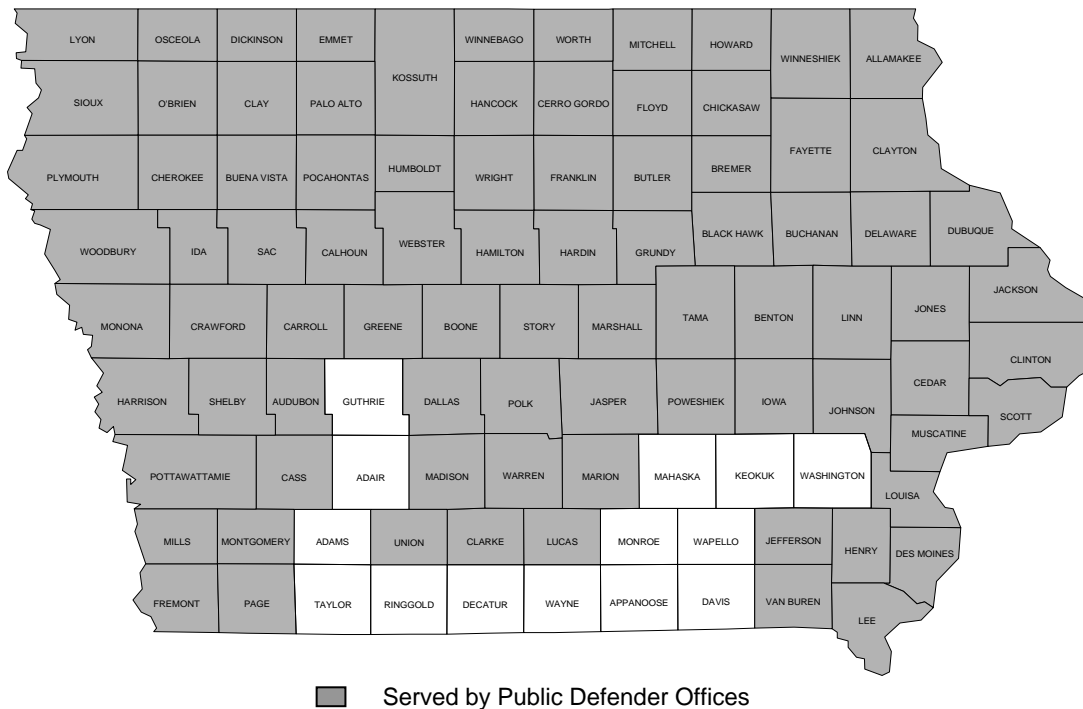 LYON OSCEOLA DICKINSON EMMET WINNEBAGO WORTH
MITCHELL HOWARD
WINNESHIEK ALLAMAKEE
KOSSUTH
SIOUX O'BRIEN CLAY PALO ALTO HANCOCK CERRO GORDO
FLOYD CHICKASAW
FAYETTE CLAYTON
PLYMOUTH CHEROKEE BUENA VISTA POCAHONTAS HUMBOLDT WRIGHT FRANKLIN BUTLER BREMER
WOODBURY IDA SAC CALHOUN WEBSTER HAMILTON HARDIN GRUNDY BLACK HAWK BUCHANAN DELAWARE DUBUQUE
JACKSON
MONONA CRAWFORD CARROLL GREENE BOONE STORY MARSHALL TAMA BENTON LINN JONES
CLINTON
HARRISON SHELBY AUDUBON GUTHRIE DALLAS POLK JASPER POWESHIEK IOWA JOHNSON CEDAR
SCOTT
MUSCATINE
POTTAWATTAMIE CASS ADAIR MADISON WARREN MARION MAHASKA KEOKUK WASHINGTON
LOUISA
MILLS MONTGOMERY ADAMS UNION CLARKE LUCAS MONROE WAPELLO JEFFERSON HENRY DES MOINES
FREMONT PAGE TAYLOR RINGGOLD DECATUR WAYNE APPANOOSE DAVIS VAN BUREN
LEE
Served by Public Defender Offices